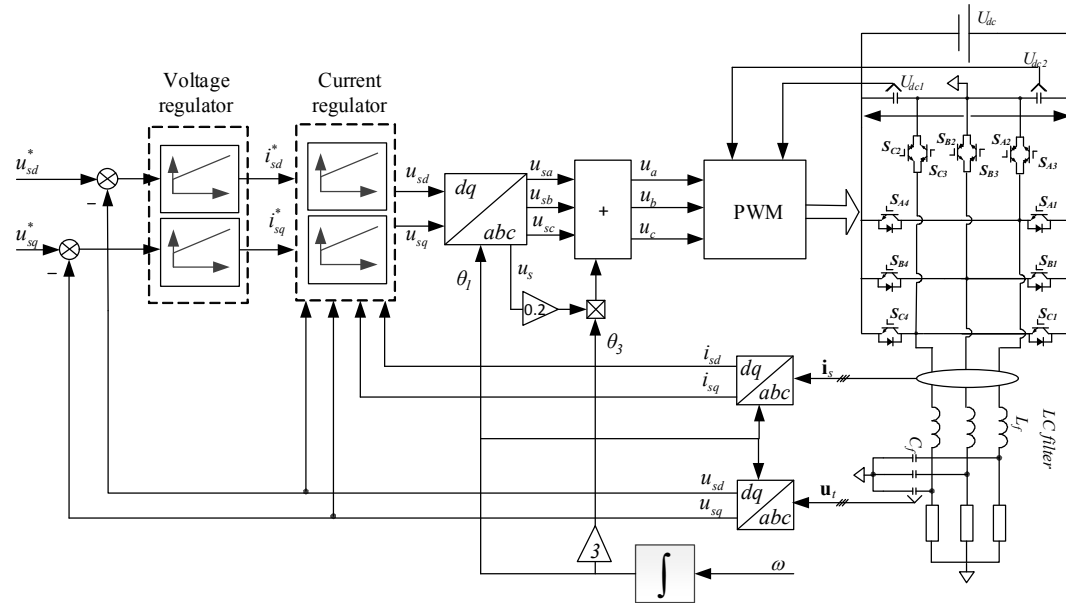 Voltage
regulator
Current
regulator
u*sd
−
u*sq
−
i*sd
i*sq
usd
usq
dq
abc
usa
usb
usc
us
0.2
θ1
θ3
+
ua
ub
uc
PWM
Udc
Udc2
Udc1
SC2
SC3
SB2
SB3
SA2
SA3
SA4
SA1
SB4
SB1
SC4
SC1
isd
isq
dq
abc
is
Lf
LC filter
Cf
usd
usq
dq
abc
ut
3
∫
ω